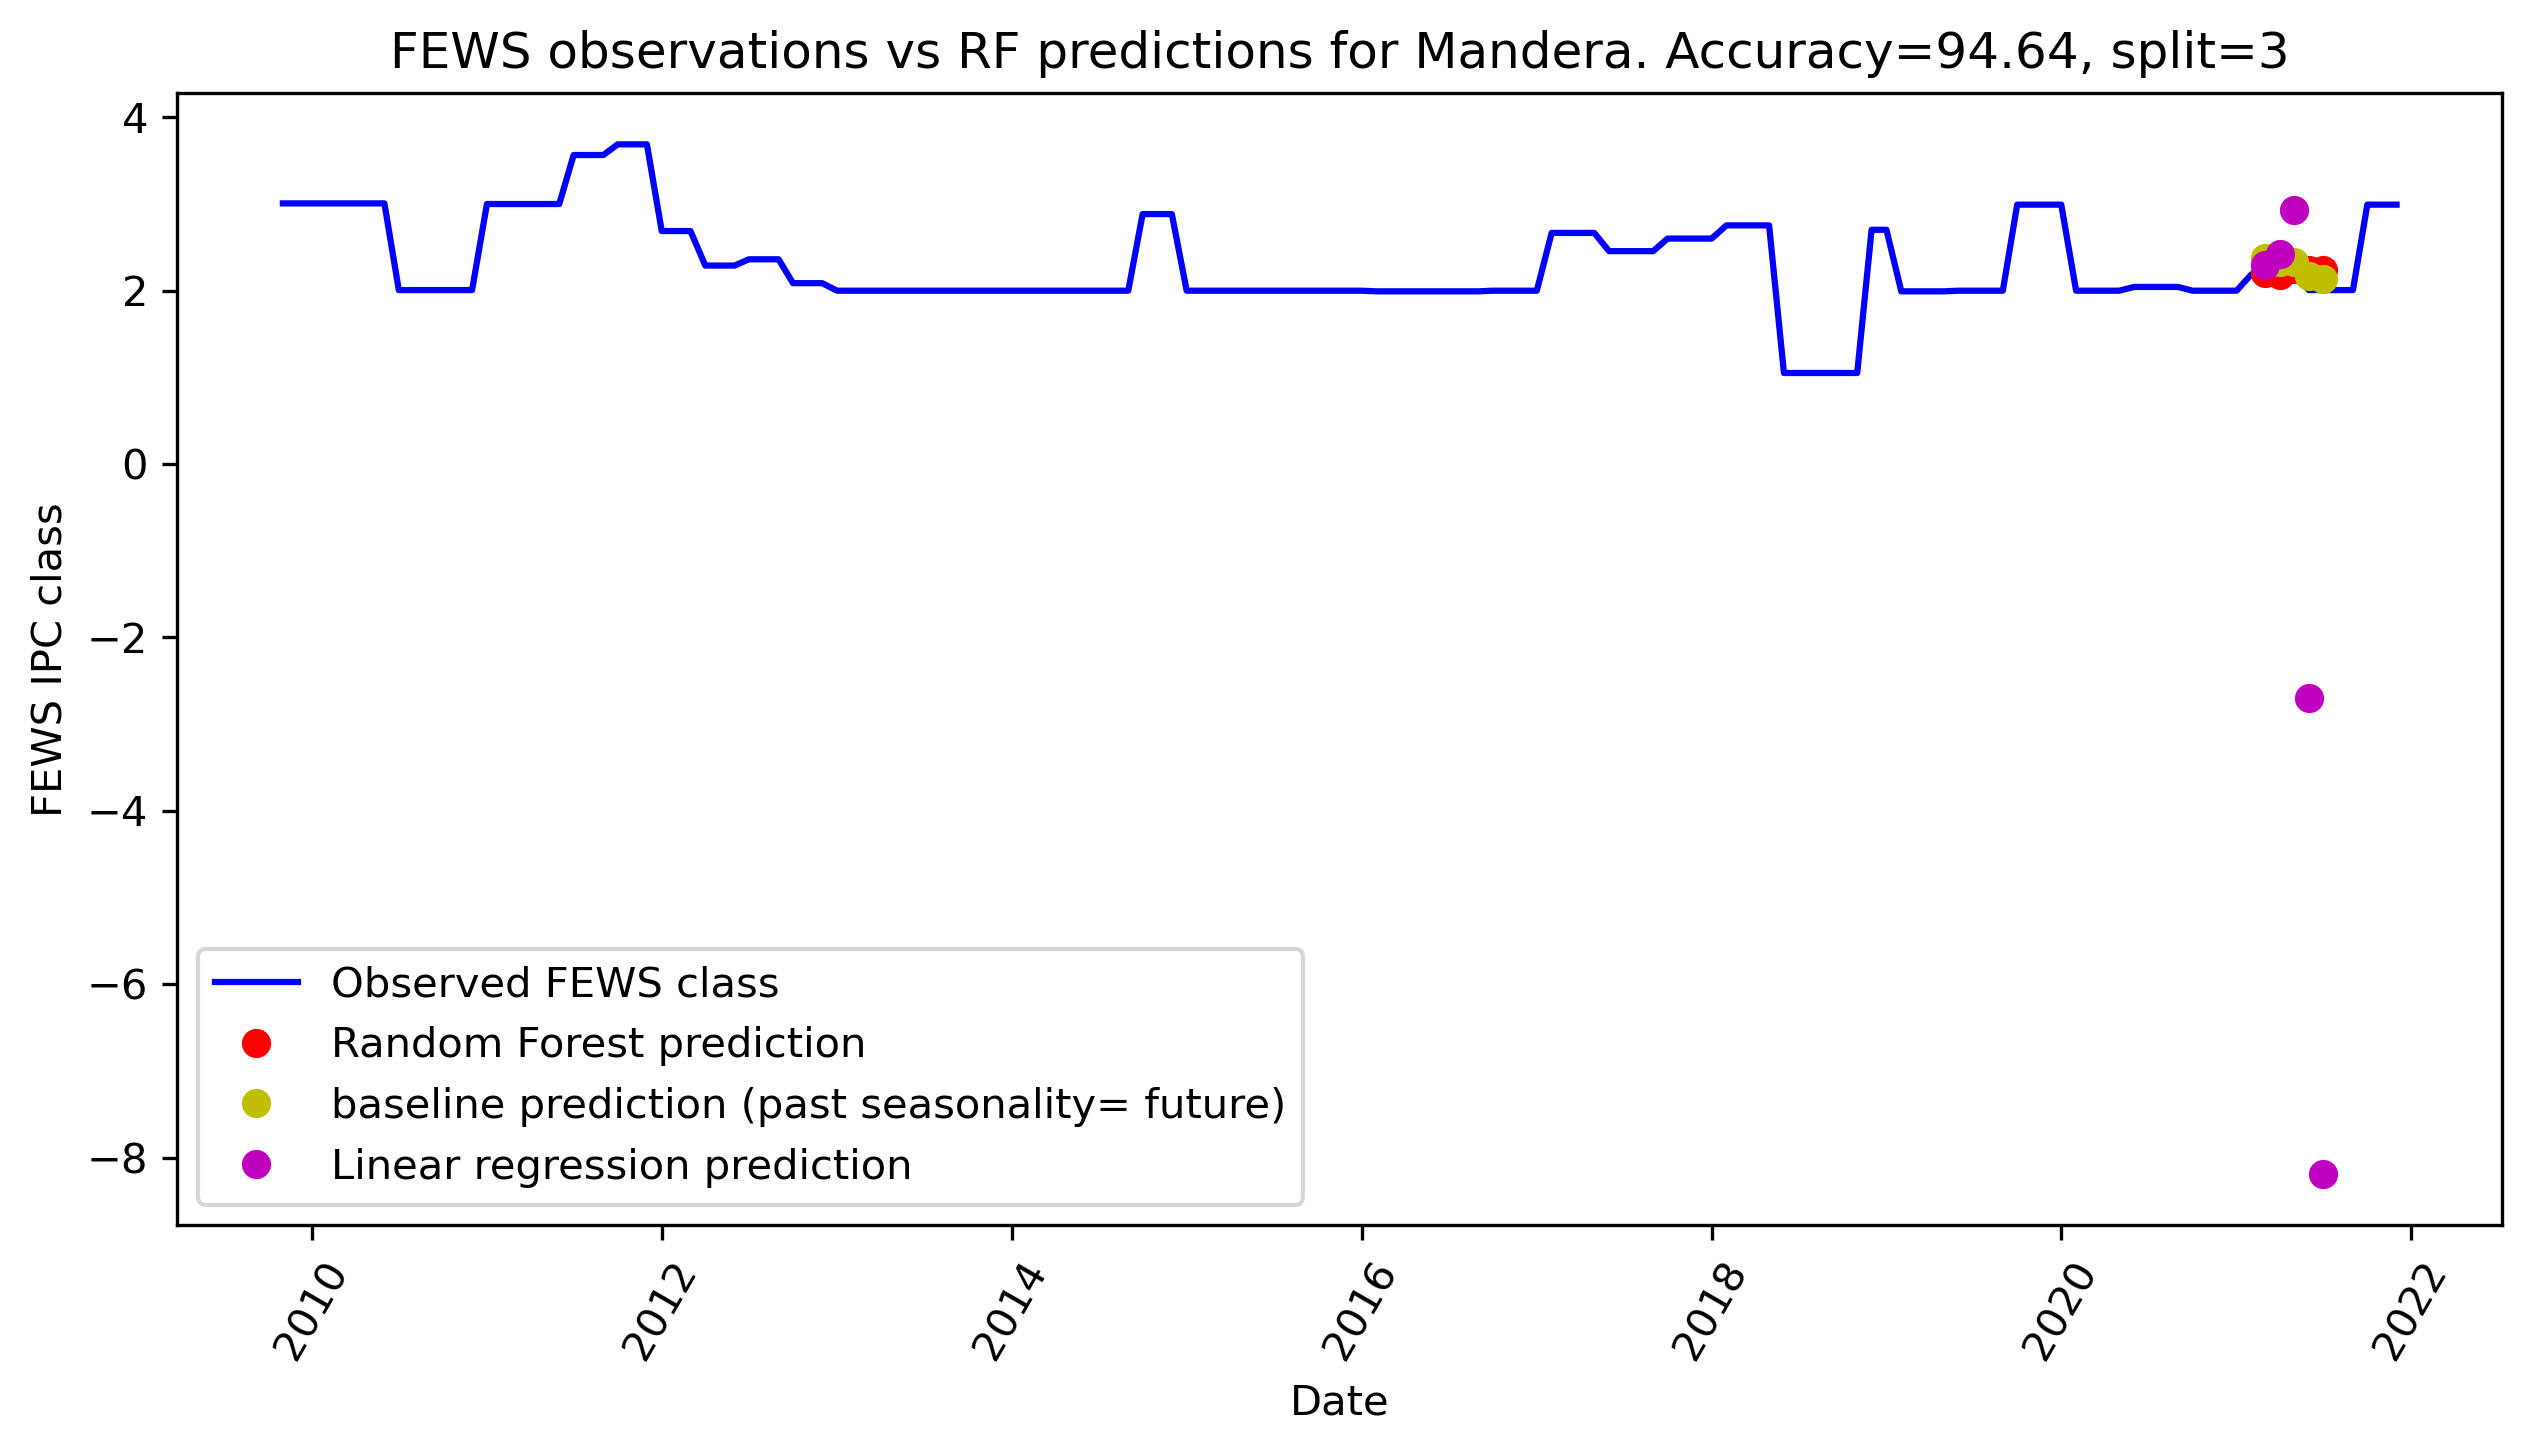 FEWS observations vs RF predictions for Mandera. Accuracy=94.64, split=3
4
2
0
−2
−4
−6
−8
FEWS IPC class
Observed FEWS class
Random Forest prediction
baseline prediction (past seasonality= future)
Linear regression prediction
2010
2012
2014
2016
2018
2020
2022
Date